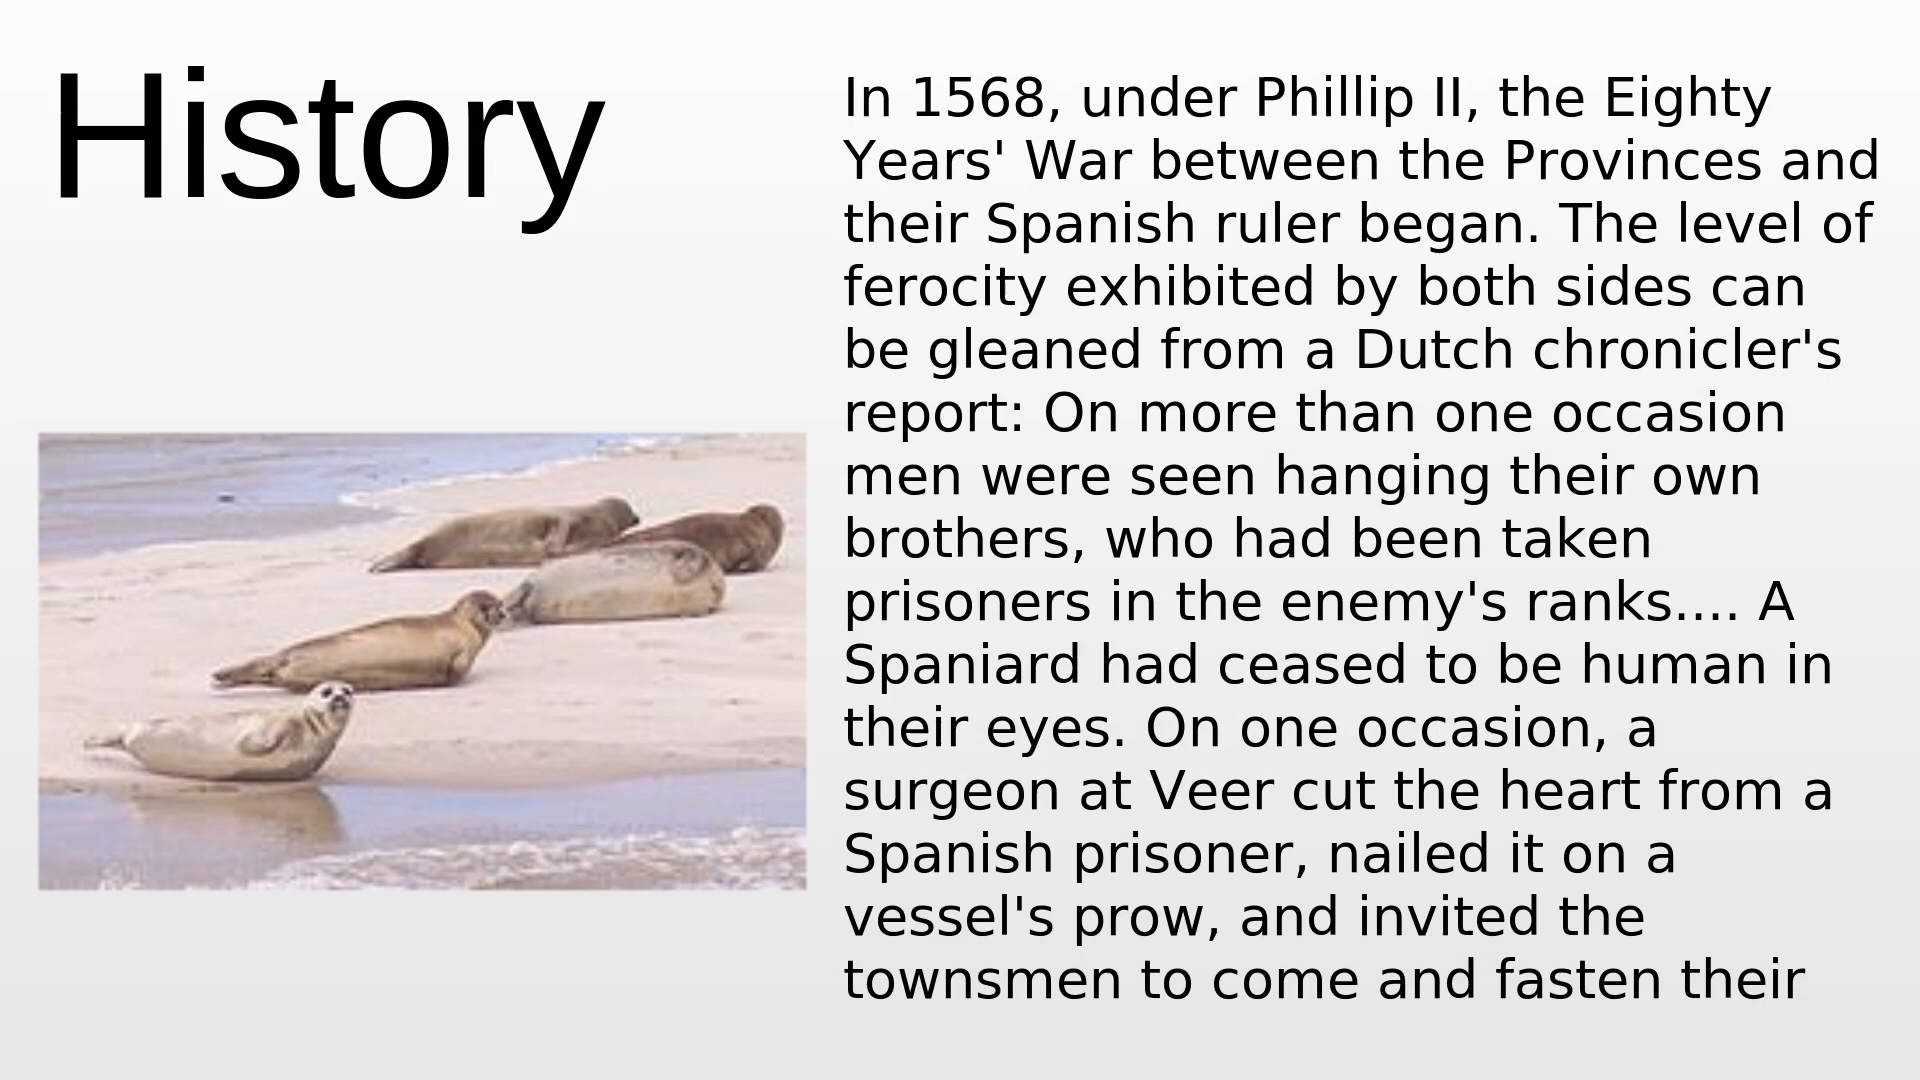 History
In 1568, under Phillip II, the Eighty
Years' War between the Provinces and
their Spanish ruler began. The level of
ferocity exhibited by both sides can
be gleaned from a Dutch chronicler's
report: On more than one occasion
men were seen hanging their own
brothers, who had been taken
prisoners in the enemy's ranks.... A
Spaniard had ceased to be human in
their eyes. On one occasion, a
surgeon at Veer cut the heart from a
Spanish prisoner, nailed it on a
vessel's prow, and invited the
townsmen to come and fasten their